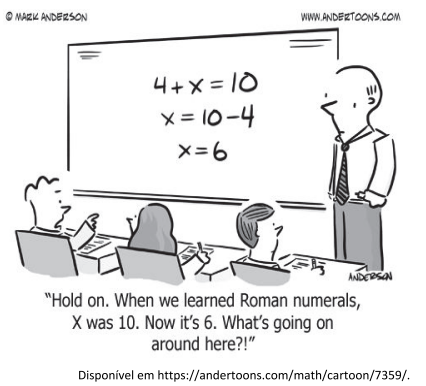 © MARK ANDERSON
WWW.ANDERTOONS.COM
4+x=10
x=10-4
x=6
ANDERSON
"Hold on. When we learned Roman numerals,
X was 10. Now it's 6. What's going on
around here?!"
Disponível em https://andertoons.com/math/cartoon/7359/.